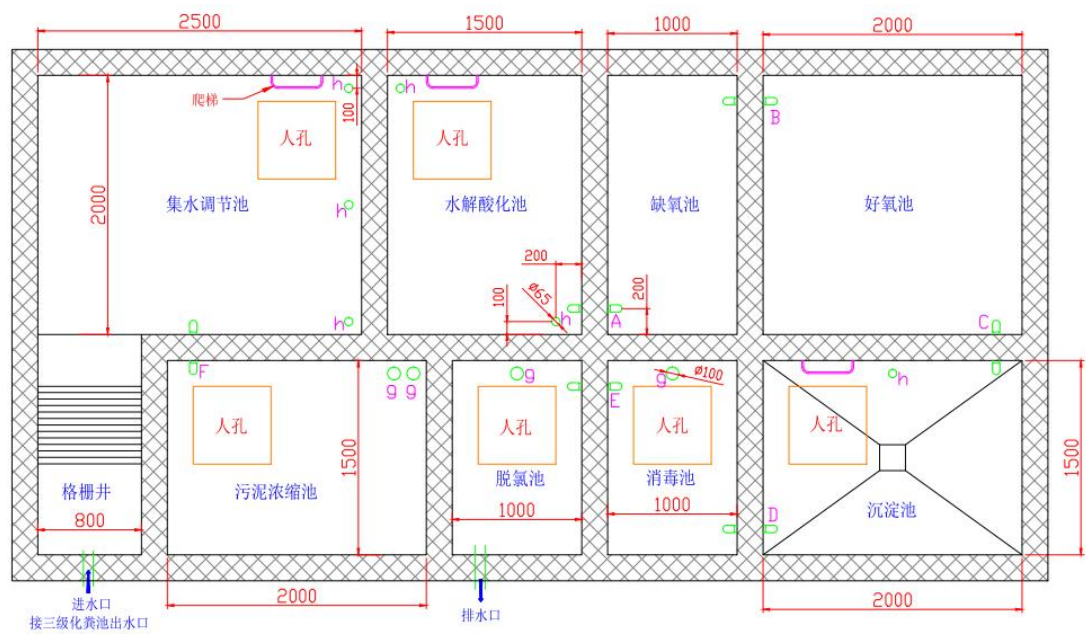 2500
1500
1000
2000
爬梯
h
100
h
B
人孔
人孔
2000
集水调节池
h
水解酸化池
缺氧池
好氧池
200
200
100
ø65
h
h
A
C
F
g
g
g
g
ø100
h
E
人孔
人孔
人孔
人孔
1500
1500
格栅井
污泥浓缩池
脱氯池
消毒池
沉淀池
800
1000
1000
D
进水口
接三级化粪池出水口
2000
排水口
2000